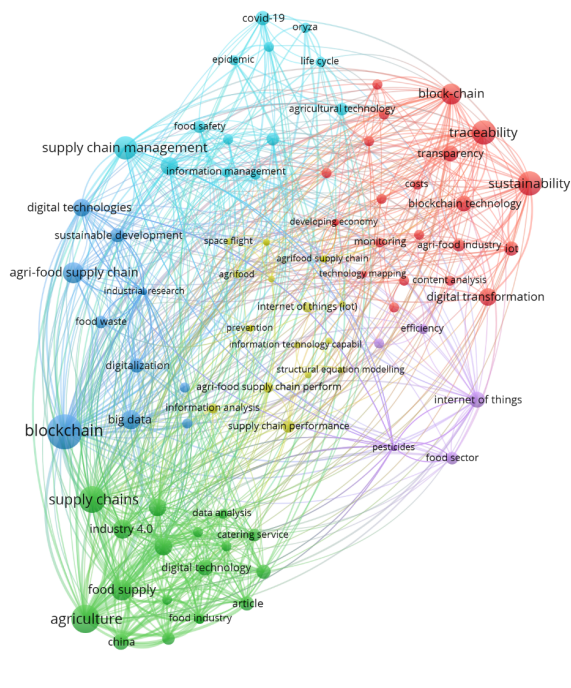 covid-19
oryza
epidemic
life cycle
block-chain
agricultural technology
food safety
traceability
supply chain management
transparency
information management
costs
sustainability
digital technologies
blockchain technology
developing economy
sustainable development
space flight
monitoring
agri-food industry
iot
agrifood supply chain
agri-food supply chain
agrifood
technology mapping
content analysis
industrial research
digital transformation
internet of things (iot)
food waste
prevention
efficiency
information technology capabil
digitalization
structural equation modelling
agri-food supply chain perform
internet of things
information analysis
big data
supply chain performance
blockchain
pesticides
food sector
supply chains
data analysis
industry 4.0
catering service
digital technology
food supply
article
agriculture
food industry
china